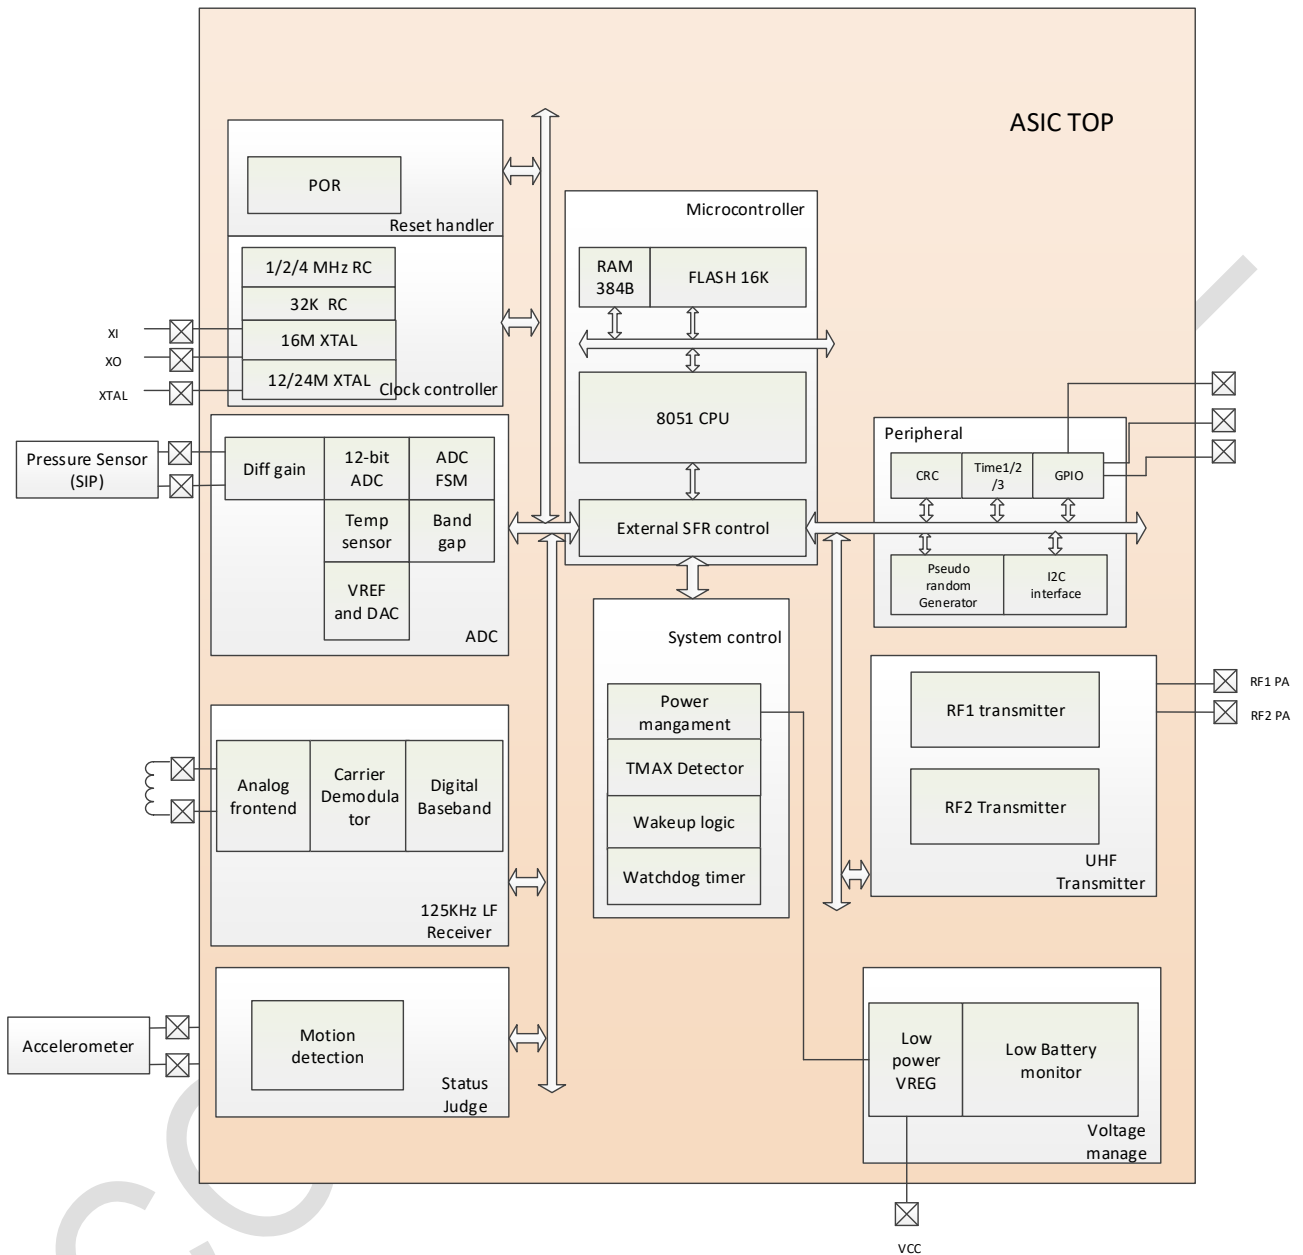 ASIC TOP
POR
Reset handler
1/2/4 MHz RC
32K RC
16M XTAL
12/24M XTAL
Clock controller
XI
XO
XTAL
Microcontroller
RAM
384B
FLASH 16K
8051 CPU
External SFR control
Pressure Sensor
(SIP)
Diff gain
12-bit
ADC
ADC
FSM
Temp
sensor
Band
gap
VREF
and DAC
ADC
Peripheral
CRC
Time1/2
/3
GPIO
Pseudo
random
Generator
I2C
interface
System control
Power
mangament
TMAX Detector
Wakeup logic
Watchdog timer
RF1 transmitter
RF2 Transmitter
UHF
Transmitter
RF1 PA
RF2 PA
Analog
frontend
Carrier
Demodula
tor
Digital
Baseband
125KHz LF
Receiver
Accelerometer
Motion
detection
Status
Judge
Low
power
VREG
Low Battery
monitor
Voltage
manage
VCC